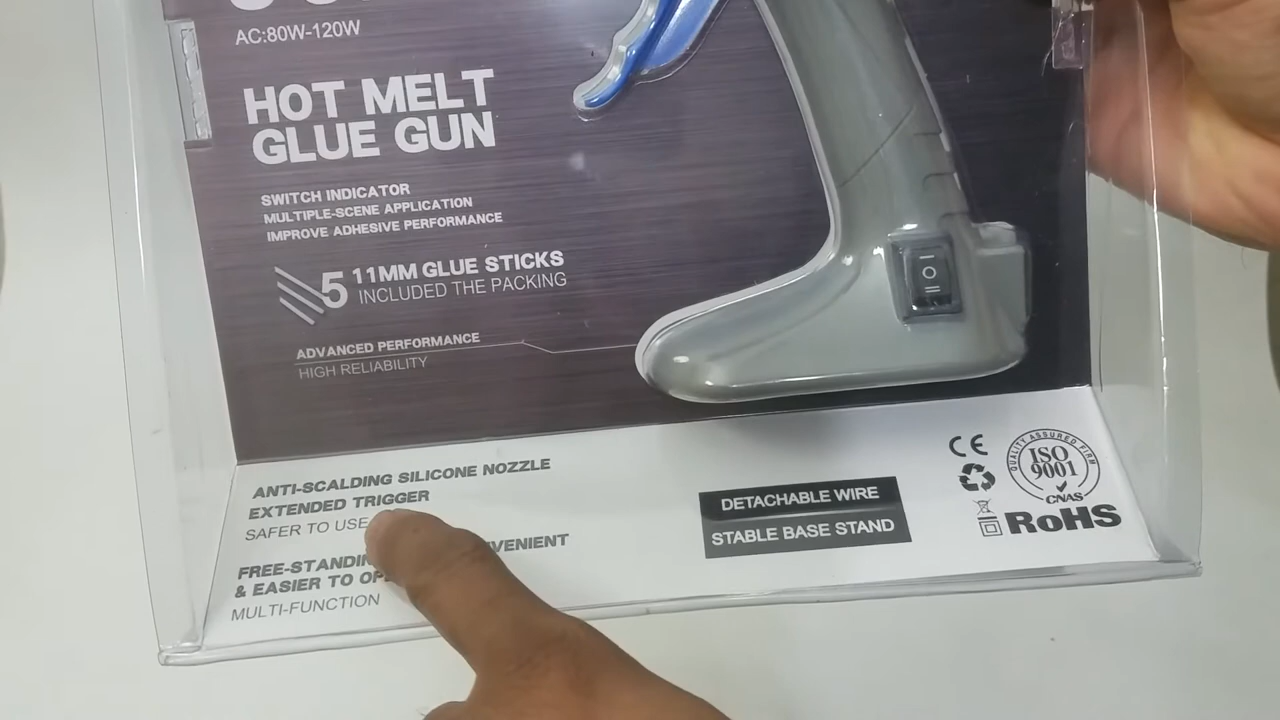 AC:80W-120W
HOT MELT
GLUE GUN
SWITCH INDICATOR
MULTIPLE-SCENE APPLICATION
IMPROVE ADHESIVE PERFORMANCE
5 11MM GLUE STICKS
INCLUDED THE PACKING
ADVANCED PERFORMANCE
HIGH RELIABILITY
ANTI-SCALDING SILICONE NOZZLE
EXTENDED TRIGGER
SAFER TO USE
& EASIER TO
MULTI-FUNCTION
DETACHABLE WIRE
STABLE BASE STAND
CE
QUALITY ASSURED FIRM
ISO
9001
CNAS
RoHS